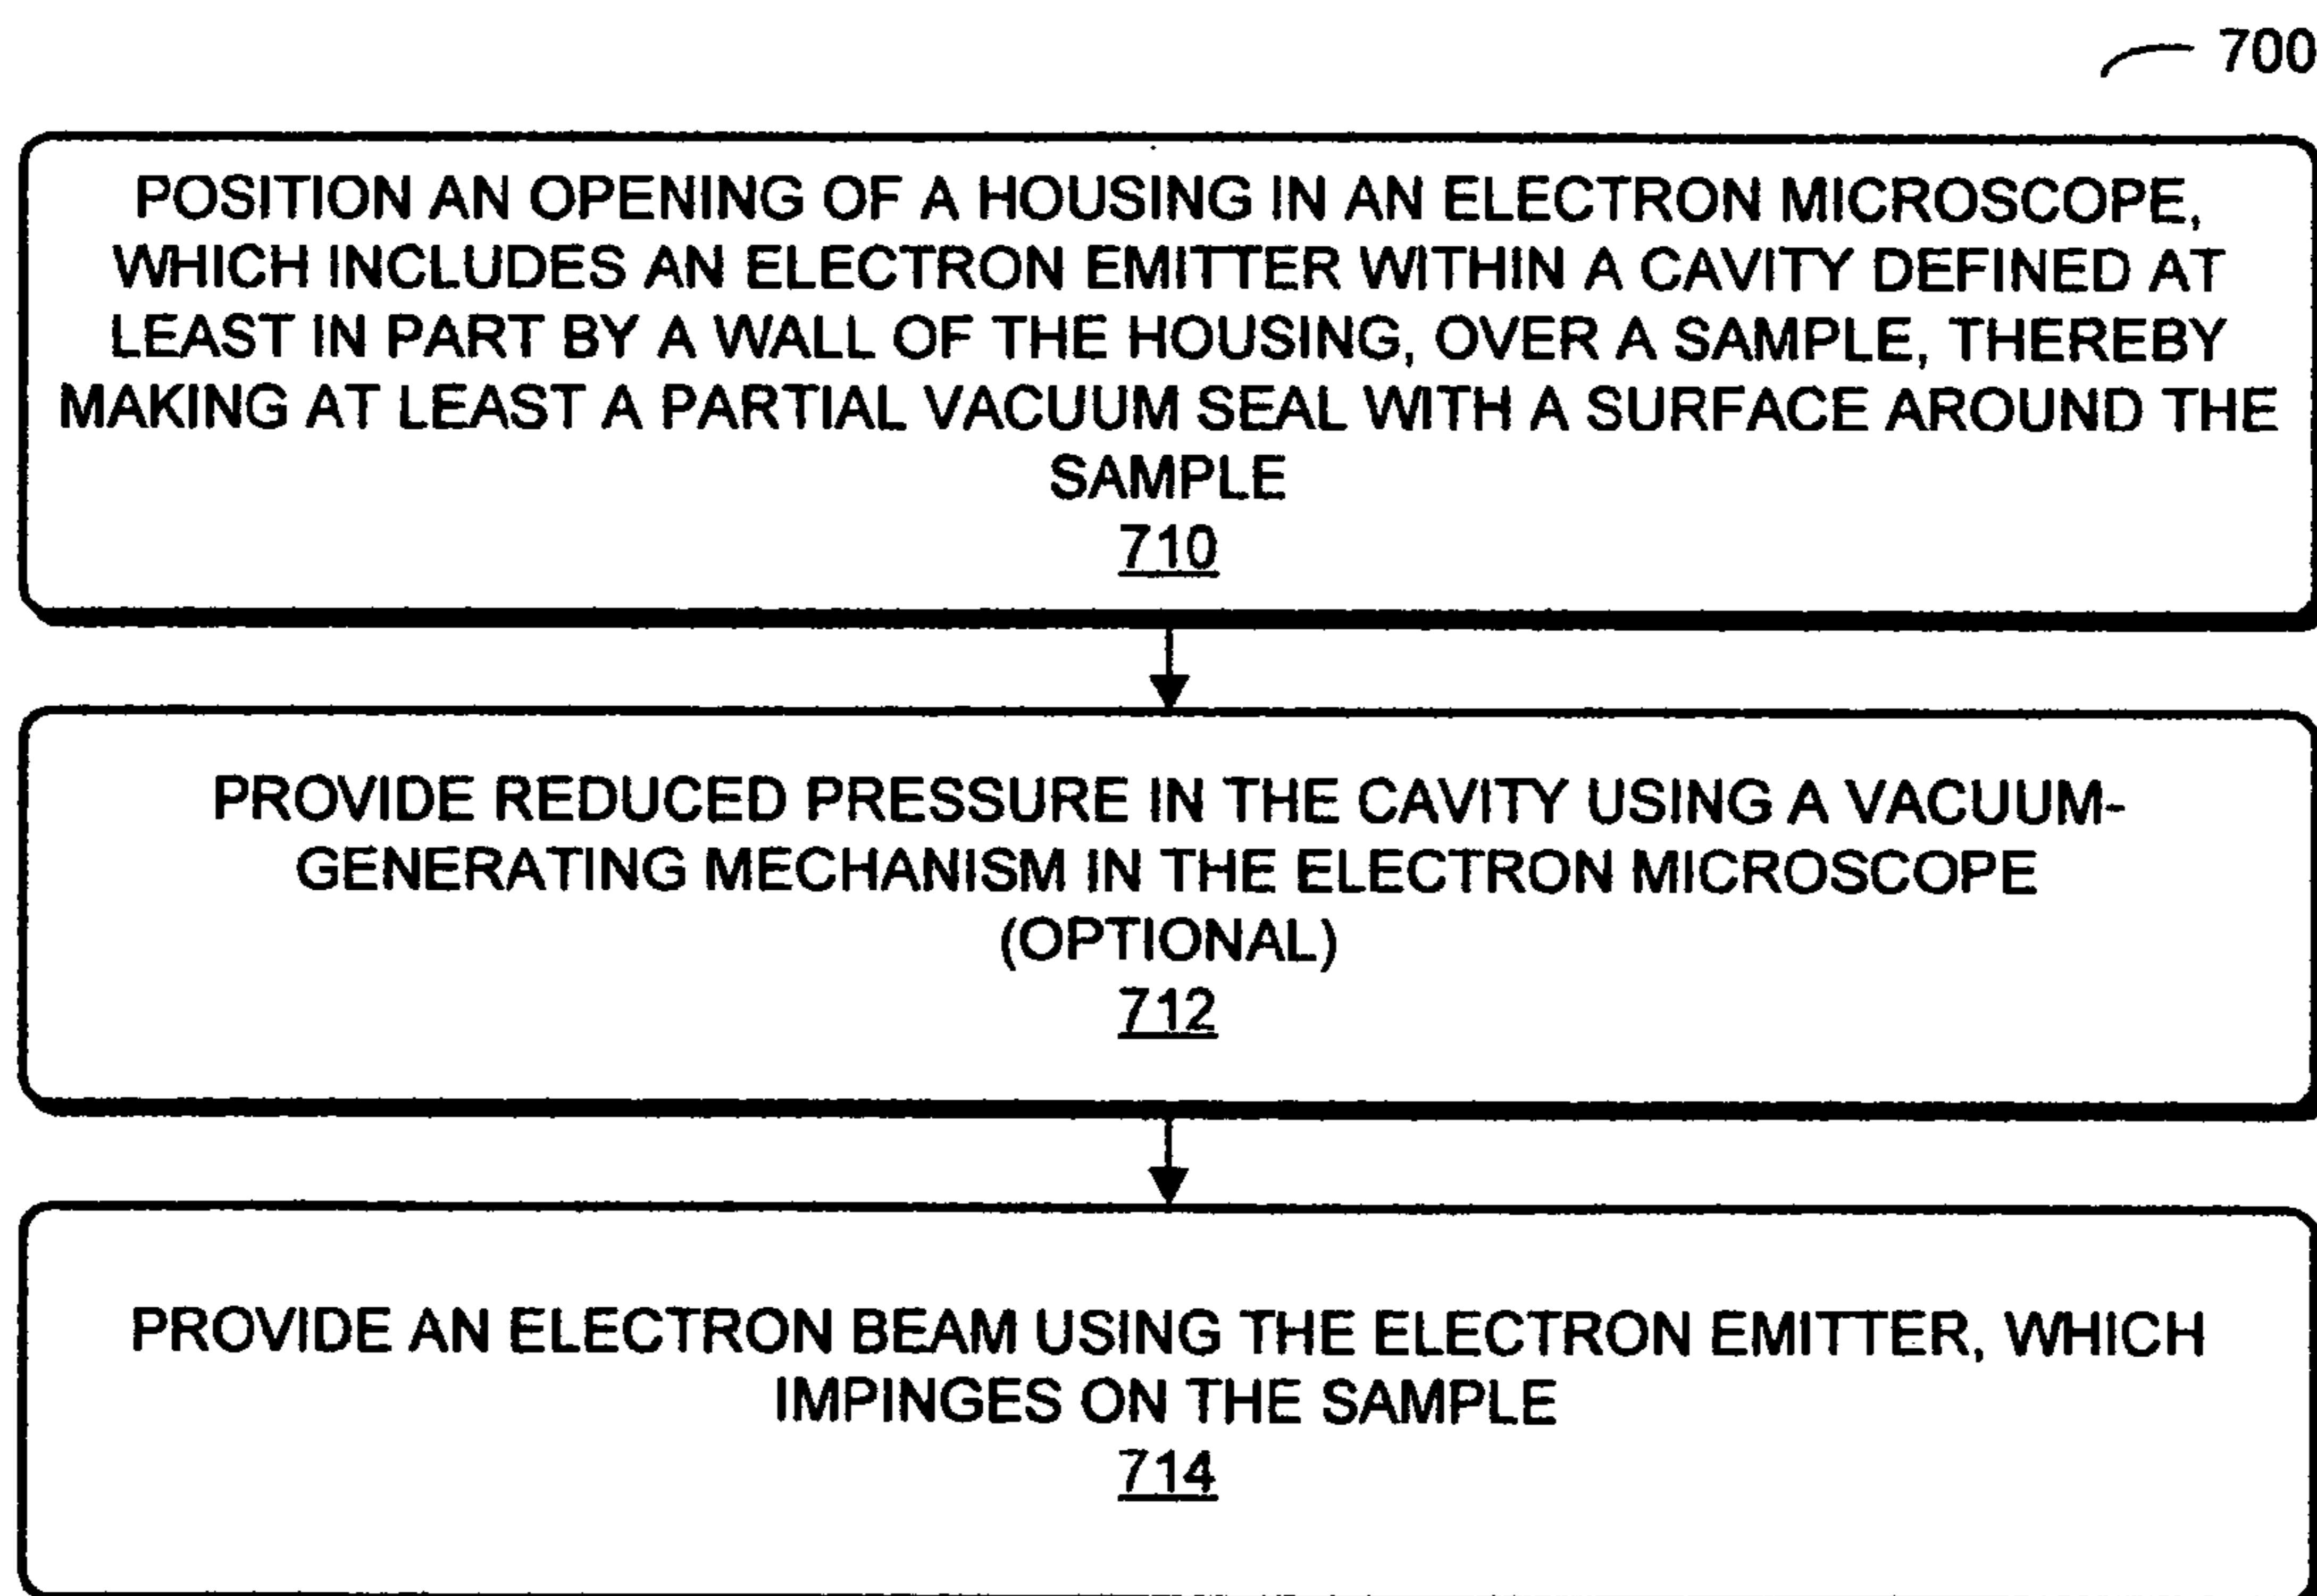 700
POSITION AN OPENING OF A HOUSING IN AN ELECTRON MICROSCOPE,
WHICH INCLUDES AN ELECTRON EMITTER WITHIN A CAVITY DEFINED AT
LEAST IN PART BY A WALL OF THE HOUSING, OVER A SAMPLE, THEREBY
MAKING AT LEAST A PARTIAL VACUUM SEAL WITH A SURFACE AROUND THE
SAMPLE
710
PROVIDE REDUCED PRESSURE IN THE CAVITY USING A VACUUM-
GENERATING MECHANISM IN THE ELECTRON MICROSCOPE
(OPTIONAL)
712
PROVIDE AN ELECTRON BEAM USING THE ELECTRON EMITTER, WHICH
IMPINGES ON THE SAMPLE
714